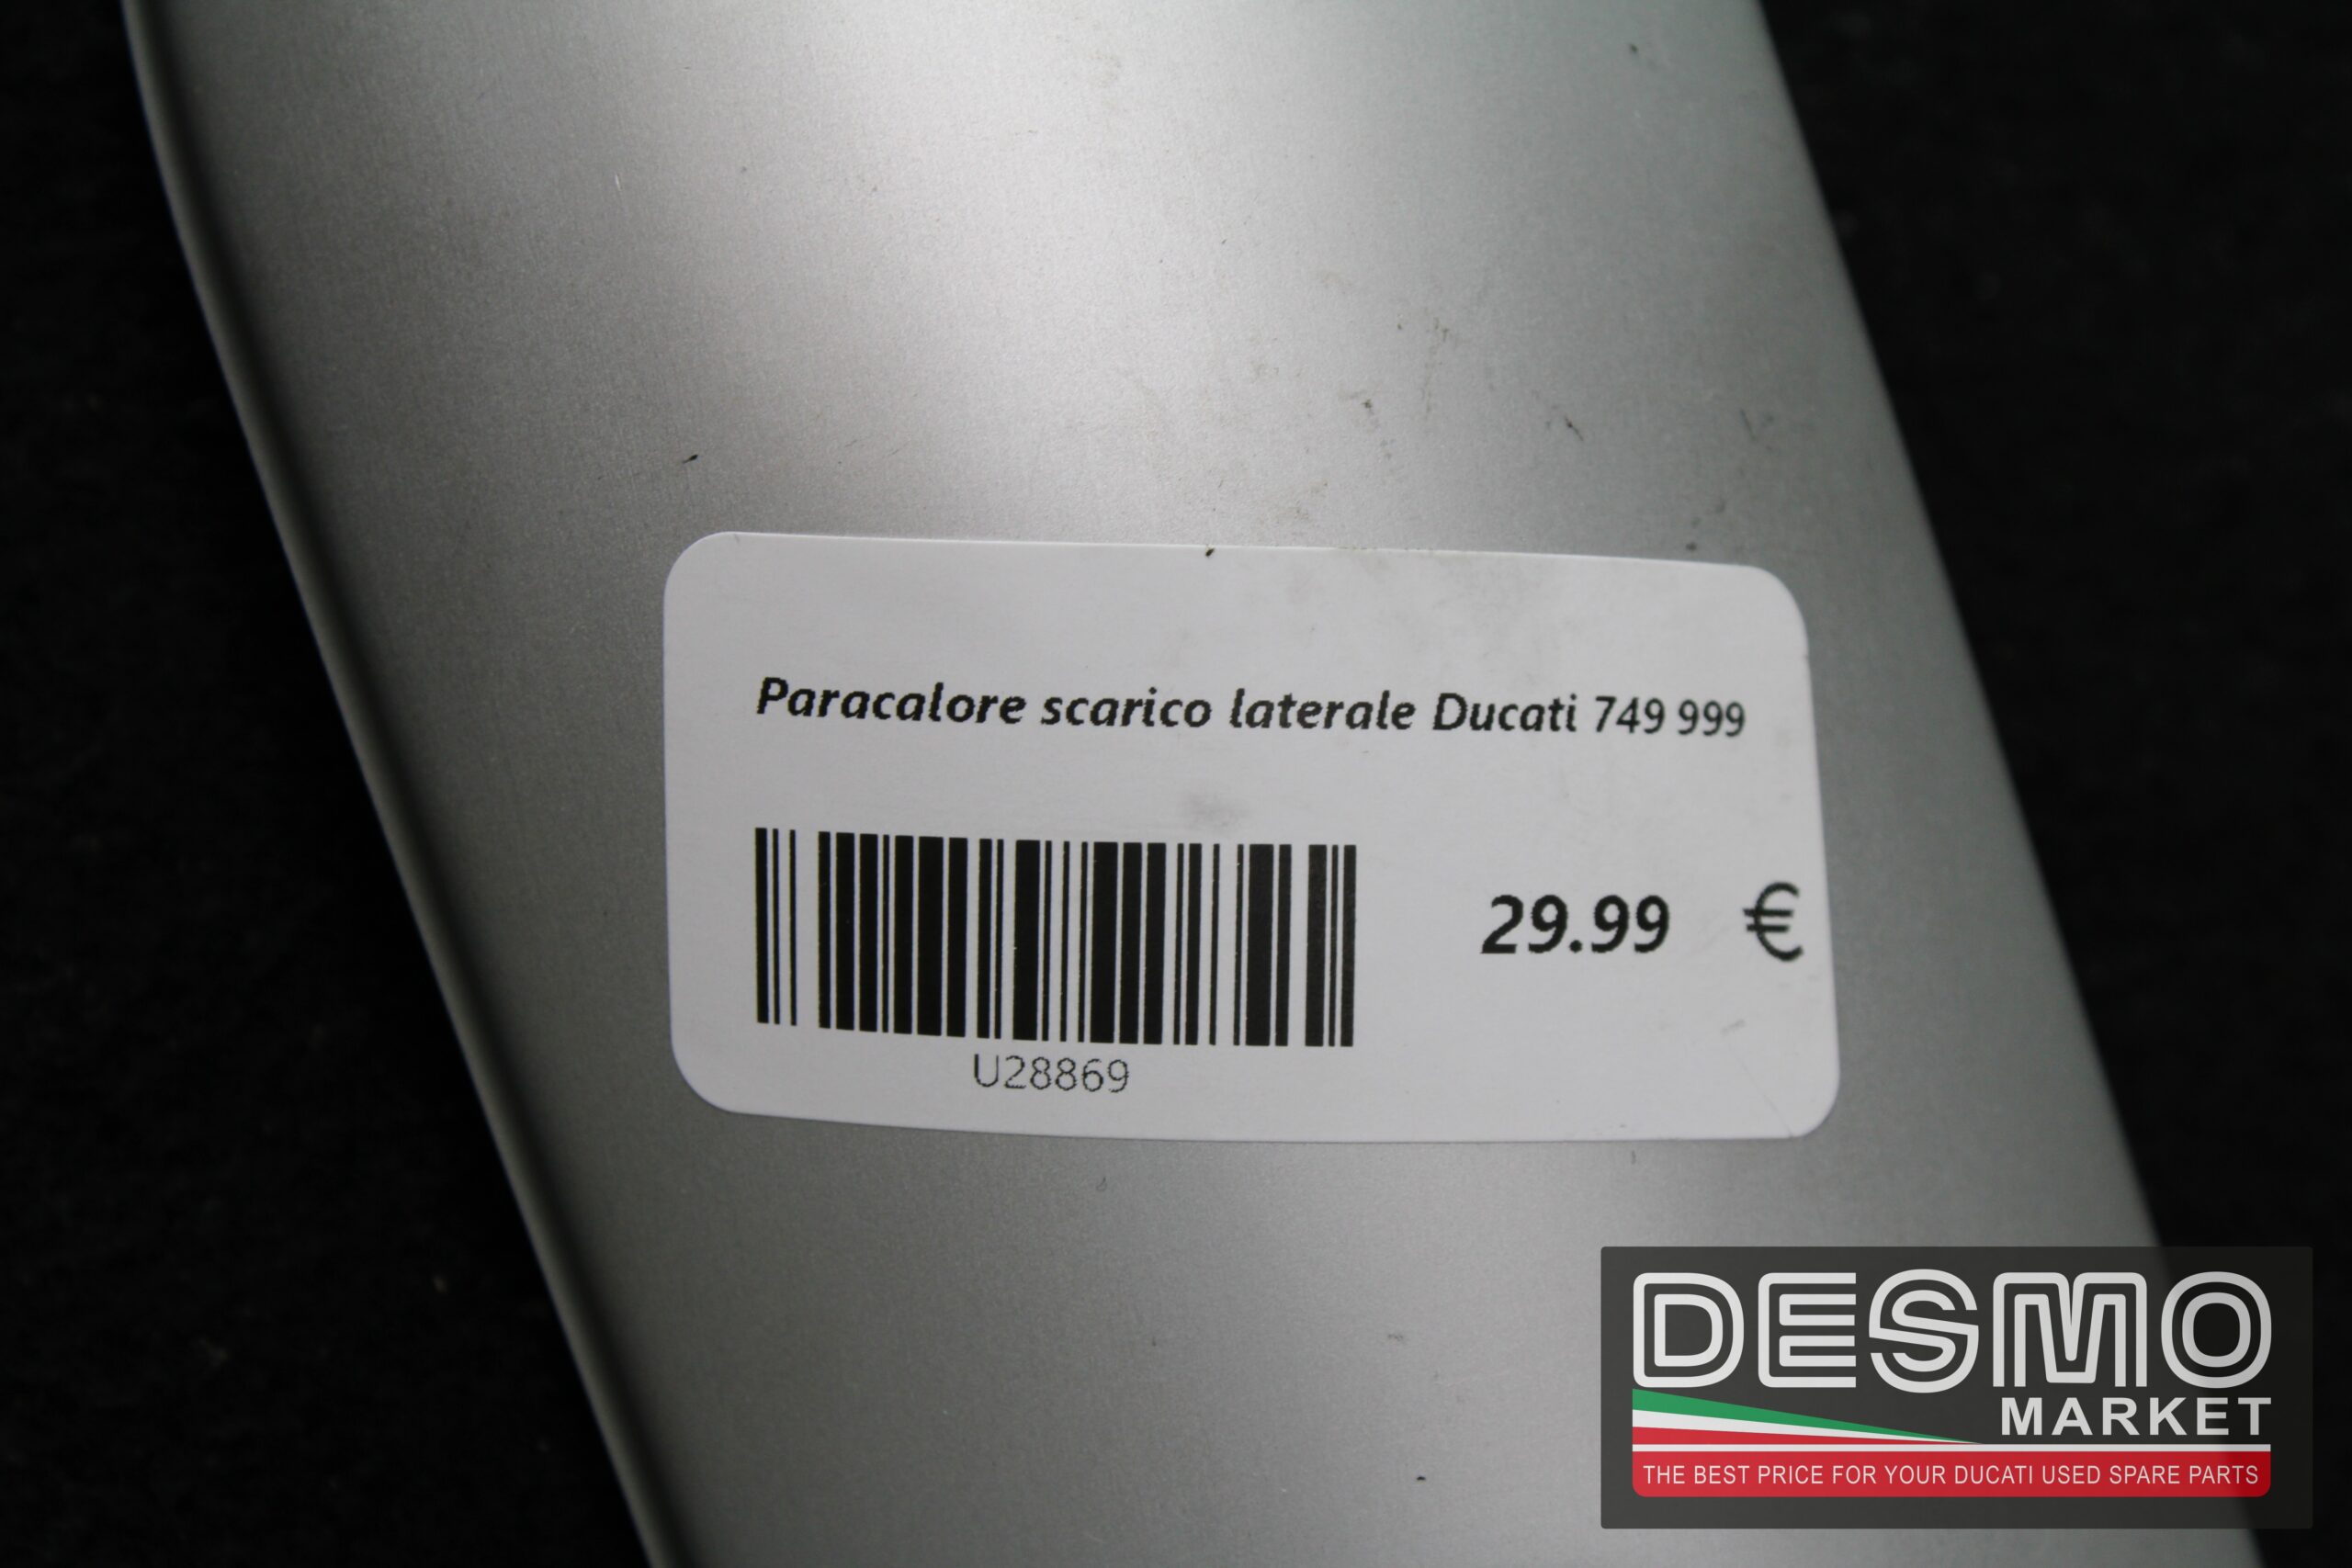 Paracalore scarico laterale Ducati 749 999
29.99 €
U28869
DESMO
MARKET
THE BEST PRICE FOR YOUR DUCATI USED SPARE PARTS